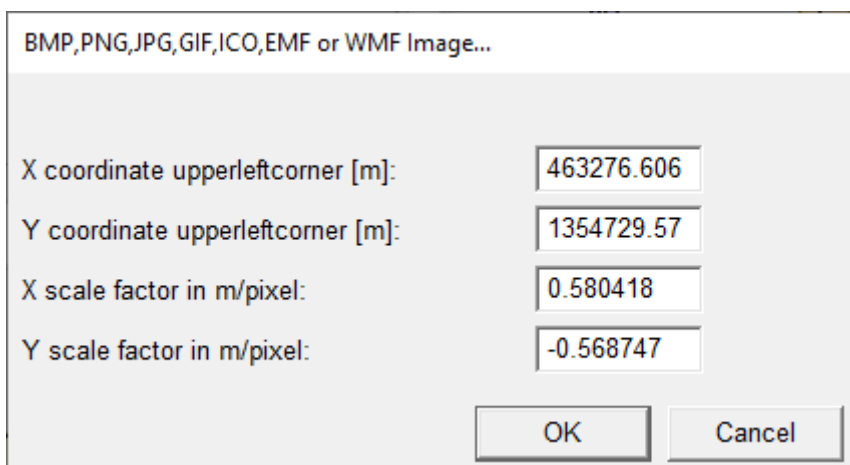 BMP,PNG,JPG,GIF,ICO,EMF or WMF Image...
X coordinate upperleftcorner [m]: 463276.606
Y coordinate upperleftcorner [m]: 1354729.57
X scale factor in m/pixel: 0.580418
Y scale factor in m/pixel: -0.568747
OK Cancel